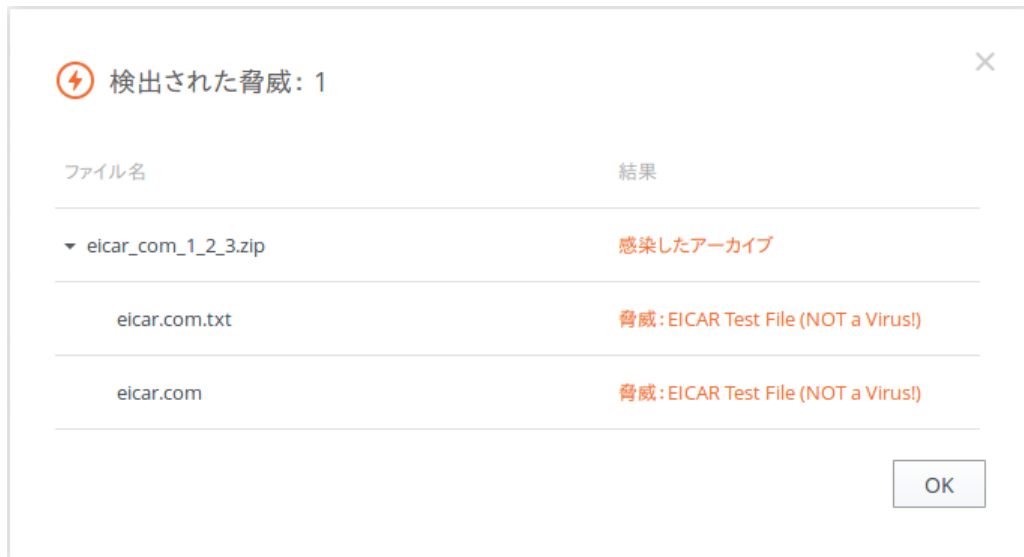 検出された脅威: 1
ファイル名 結果
eicar_com_1_2_3.zip 感染したアーカイブ
eicar.com.txt 脅威:EICAR Test File (NOT a Virus!)
eicar.com 脅威:EICAR Test File (NOT a Virus!)
OK